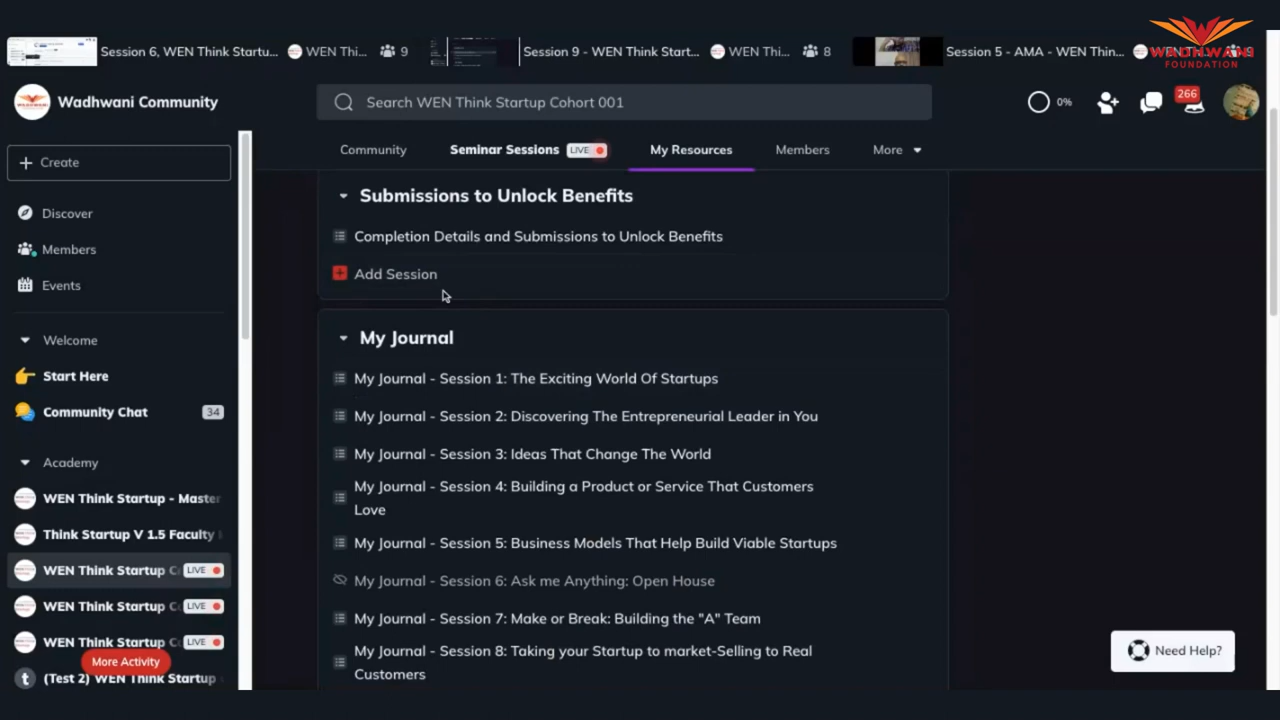 Session 6, WEN Think Startu... WEN Thi... 9 Session 9 - WEN Think Start... WEN Thi... 8 Session 5 - AMA - WEN Thin...
WADHWANI
FOUNDATION
Wadhwani Community
Search WEN Think Startup Cohort 001
0%
266
Community Seminar Sessions LIVE My Resources Members More
Create
Discover
Members
Events
Welcome
Start Here
Community Chat 34
Academy
WEN Think Startup - Master
Think Startup V 1.5 Faculty
WEN Think Startup C LIVE
WEN Think Startup C LIVE
WEN Think Startup C LIVE
More Activity
t (Test 2) WEN Think Startup
Submissions to Unlock Benefits
Completion Details and Submissions to Unlock Benefits
Add Session
My Journal
My Journal - Session 1: The Exciting World Of Startups
My Journal - Session 2: Discovering The Entrepreneurial Leader in You
My Journal - Session 3: Ideas That Change The World
My Journal - Session 4: Building a Product or Service That Customers
Love
My Journal - Session 5: Business Models That Help Build Viable Startups
My Journal - Session 6: Ask me Anything: Open House
My Journal - Session 7: Make or Break: Building the "A" Team
My Journal - Session 8: Taking your Startup to market-Selling to Real
Customers
Need Help?